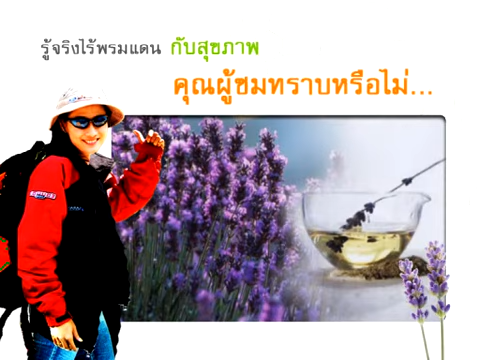 รู้จริงไร้พรมแดน กับสุขภาพ
คุณผู้ชมทราบหรือไม่...